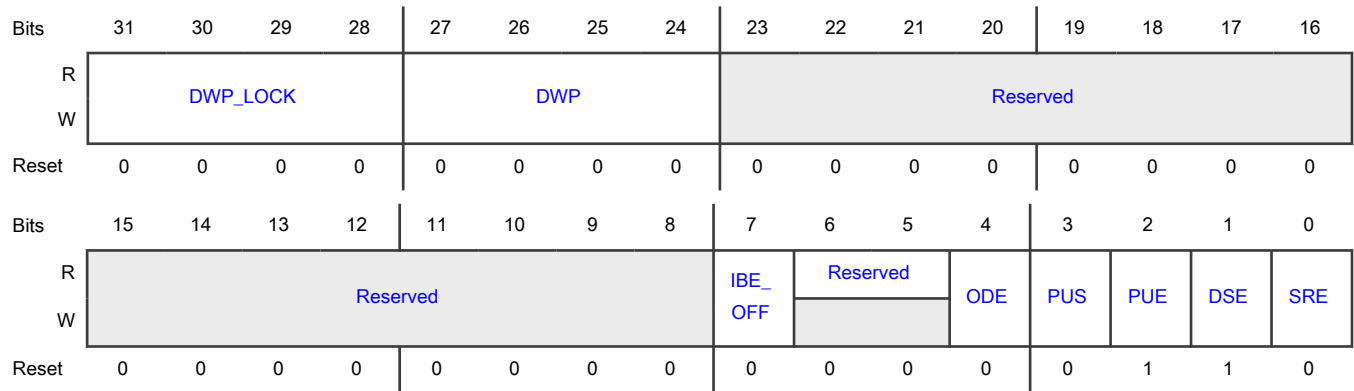 Bits 31 30 29 28 27 26 25 24 23 22 21 20 19 18 17 16
R
DWP_LOCK DWP Reserved
W
Reset 0 0 0 0 0 0 0 0 0 0 0 0 0 0 0 0
Bits 15 14 13 12 11 10 9 8 7 6 5 4 3 2 1 0
R Reserved
Reserved IBE_ ODE PUS PUE DSE SRE
OFF
W
Reset 0 0 0 0 0 0 0 0 0 0 0 0 0 1 1 0